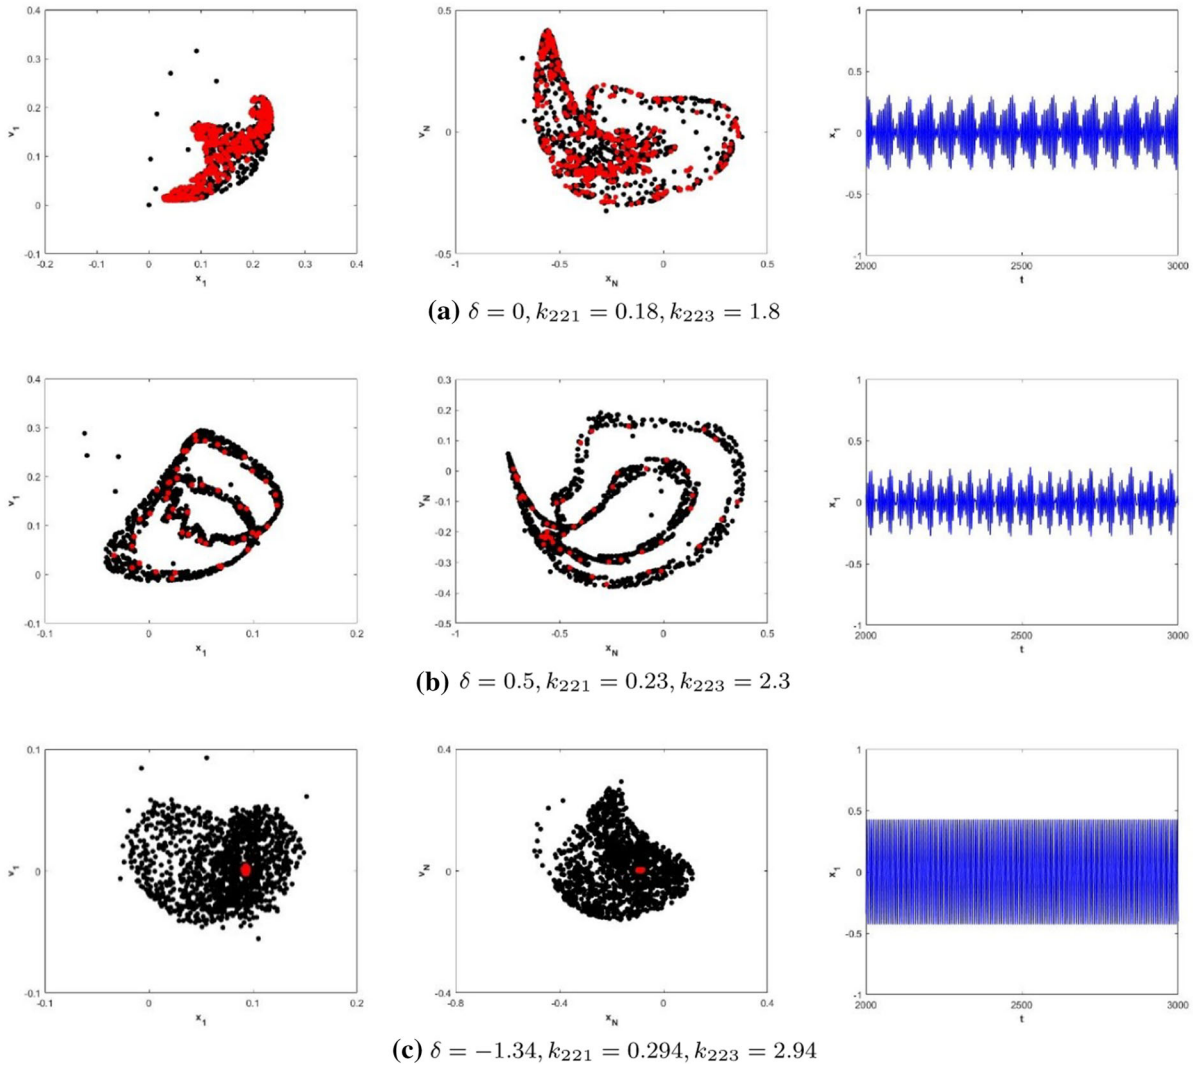 0.4
0.3
0.2
0.1
0
-0.1
v1
-0.2 -0.1 0 0.1 0.2 0.3 0.4
x1
0.5
0
-0.5
vN
-1 -0.5 0 0.5
xN
1
0.5
0
-0.5
-1
x1
2000 2500 3000
t
(a) δ = 0, k221 = 0.18, k223 = 1.8
0.4
0.3
0.2
0.1
0
-0.1
v1
-0.1 0 0.1 0.2
x1
0.3
0.2
0.1
0
-0.1
-0.2
-0.3
-0.4
-0.5
vN
-1 -0.5 0 0.5
xN
1
0.5
0
-0.5
-1
x1
2000 2500 3000
t
(b) δ = 0.5, k221 = 0.23, k223 = 2.3
0.1
0
-0.1
v1
-0.1 0 0.1 0.2
x1
0.4
0
-0.4
vN
-0.8 -0.4 0 0.4
xN
1
0.5
0
-0.5
-1
x1
2000 2500 3000
t
(c) δ = −1.34, k221 = 0.294, k223 = 2.94